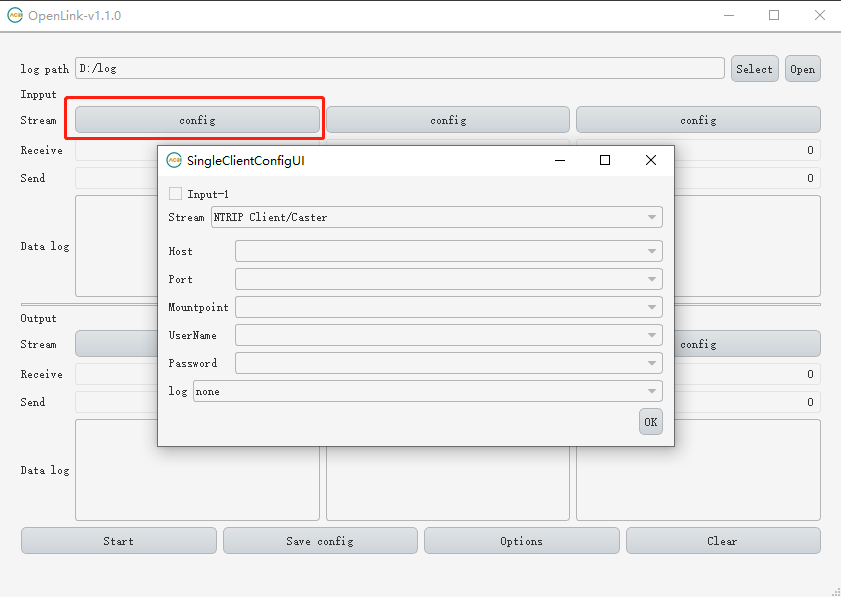 OpenLink-v1.1.0
log path D:/log Select Open
Inpput
Stream config config config
Receive 0
Send 0
Data log
SingleClientConfigUI
Input-1
Stream NTRIP Client/Caster
Host
Port
Mountpoint
UserName
Password
log none
OK
Output
Stream config
Receive 0
Send 0
Data log
Start Save config Options Clear